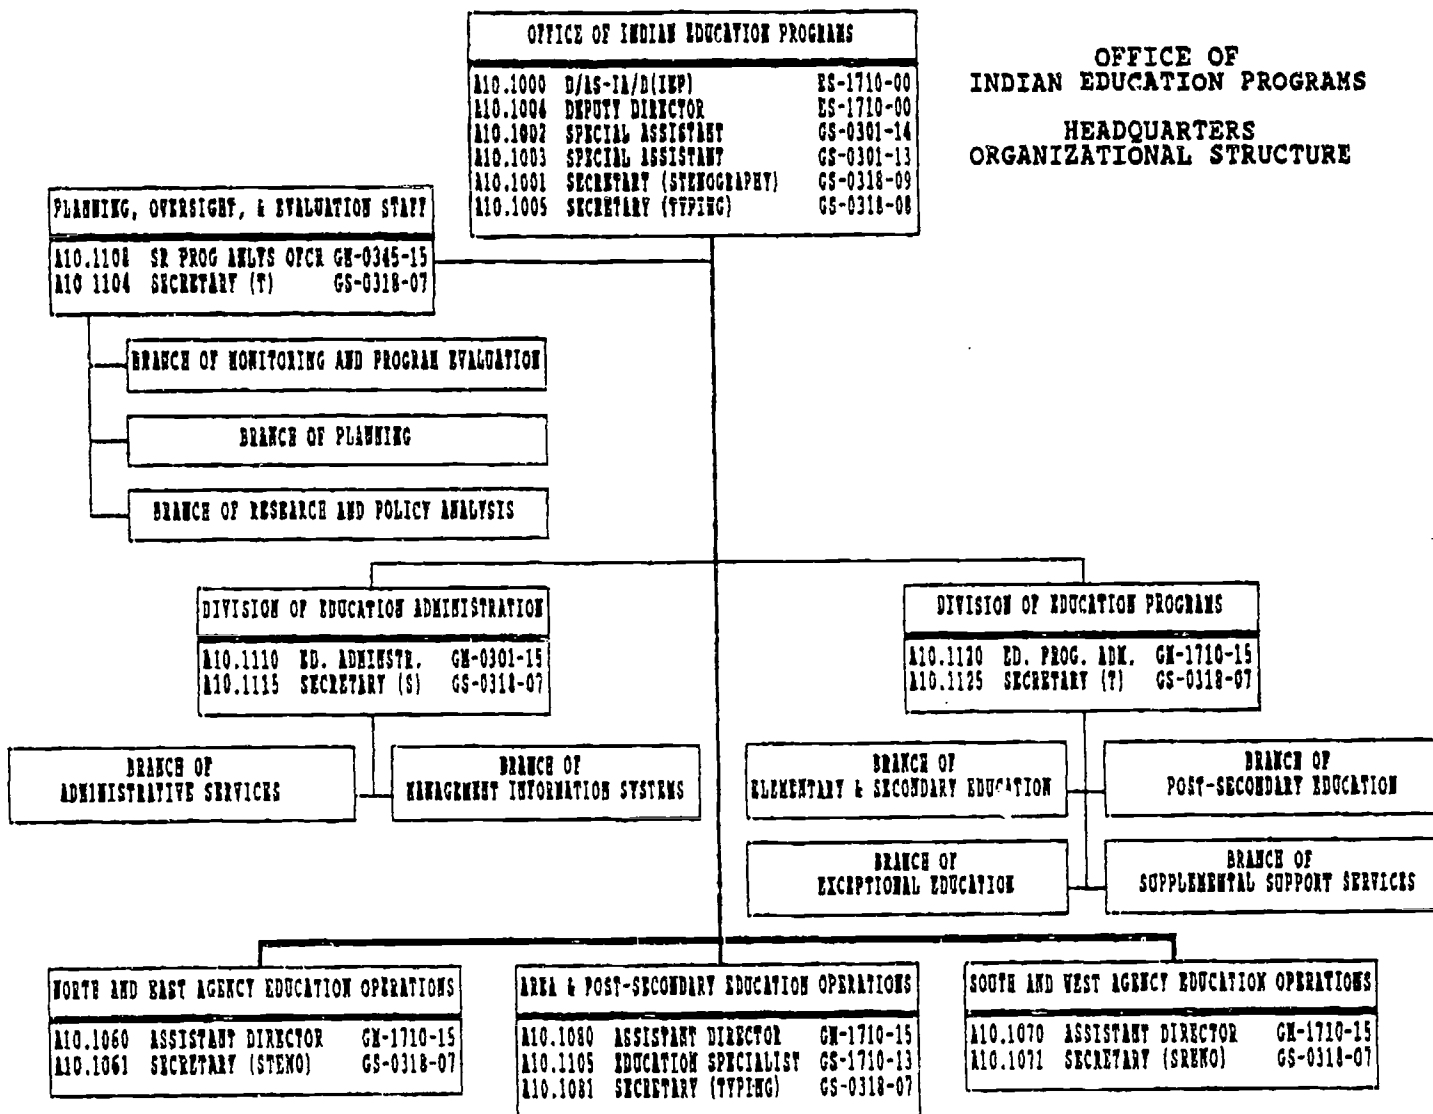 OFFICE OF INDIAN EDUCATION PROGRAMS
A10.1000 D/AS-IA/D(IEP) ES-1710-00
A10.1004 DEPUTY DIRECTOR ES-1710-00
A10.1002 SPECIAL ASSISTANT GS-0301-14
A10.1003 SPECIAL ASSISTANT GS-0301-13
A10.1001 SECRETARY (STENOGRAPHY) GS-0318-09
A10.1005 SECRETARY (TYPING) GS-0318-08
OFFICE OF
INDIAN EDUCATION PROGRAMS
HEADQUARTERS
ORGANIZATIONAL STRUCTURE
PLANNING, OVERSIGHT, & EVALUATION STAFF
SR PROG ANLYS OFCR GM-0345-15
A10 1104 SECRETARY (T) GS-0318-07
BRANCH OF MONITORING AND PROGRAM EVALUATION
BRANCH OF PLANNING
BRANCH OF RESEARCH AND POLICY ANALYSIS
DIVISION OF EDUCATION ADMINISTRATION
A10.1110 ED. ADMINSTR. GM-0301-15
A10.1115 SECRETARY (S) GS-0318-07
DIVISION OF EDUCATION PROGRAMS
A10.1120 ED. PROG. ADM. GM-1710-15
A10.1125 SECRETARY (T) GS-0318-07
BRANCH OF
ADMINISTRATIVE SERVICES
BRANCH OF
MANAGEMENT INFORMATION SYSTEMS
BRANCH OF
ELEMENTARY & SECONDARY EDUCATION
BRANCH OF
POST-SECONDARY EDUCATION
BRANCH OF
EXCEPTIONAL EDUCATION
BRANCH OF
SUPPLEMENTAL SUPPORT SERVICES
NORTH AND EAST AGENCY EDUCATION OPERATIONS
A10.1060 ASSISTANT DIRECTOR GM-1710-15
A10.1061 SECRETARY (STENO) GS-0318-07
AREA & POST-SECONDARY EDUCATION OPERATIONS
A10.1080 ASSISTANT DIRECTOR GM-1710-15
A10.1105 EDUCATION SPECIALIST GS-1710-13
A10.1081 SECRETARY (TYPING) GS-0318-07
SOUTH AND WEST AGENCY EDUCATION OPERATIONS
A10.1070 ASSISTANT DIRECTOR GM-1710-15
A10.1071 SECRETARY (SRENO) GS-0318-07